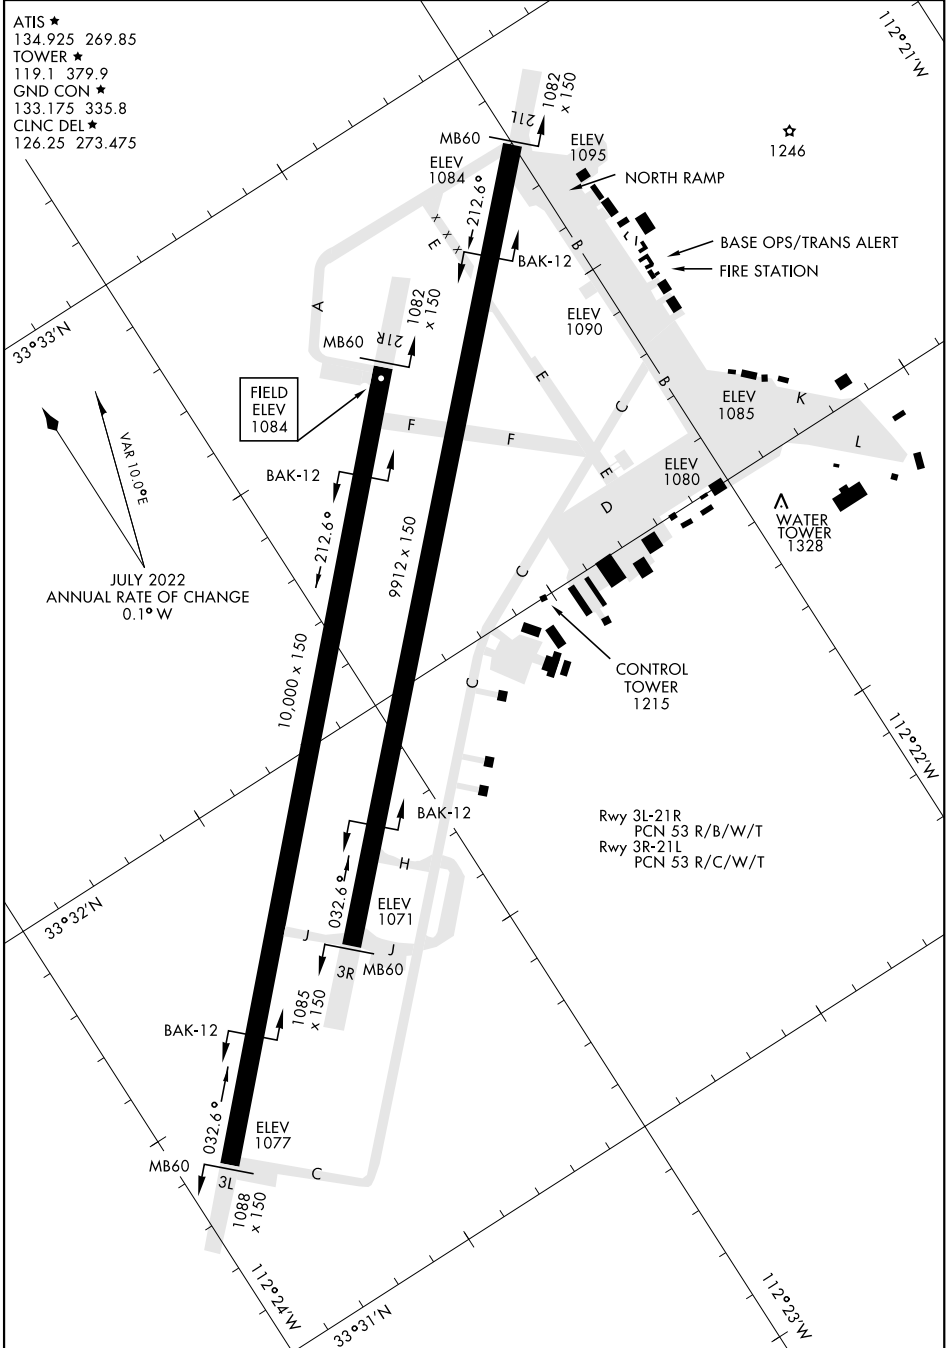 ATIS ★
134.925 269.85
TOWER ★
119.1 379.9
GND CON ★
133.175 335.8
CLNC DEL ★
126.25 273.475
112°21'W
1082
x 150
21L
MB60
ELEV
1084
ELEV
1095
1246
NORTH RAMP
212.6°
x x x x
E
B
BASE OPS/TRANS ALERT
BAK-12
FIRE STATION
A
1082
x 150
ELEV
1090
33°33'N
MB60
21R
FIELD
ELEV
1084
E
C
B
ELEV
1085
K
F
F
L
VAR 10.0°E
BAK-12
E
ELEV
1080
D
WATER
TOWER
1328
212.6°
9912 x 150
C
JULY 2022
ANNUAL RATE OF CHANGE
0.1° W
10,000 x 150
C
CONTROL
TOWER
1215
112°22'W
BAK-12
Rwy 3L-21R
PCN 53 R/B/W/T
Rwy 3R-21L
PCN 53 R/C/W/T
H
032.6°
ELEV
1071
33°32'N
J
J
3R
MB60
1085
x 150
BAK-12
032.6°
ELEV
1077
MB60
3L
C
1088
x 150
112°24'W
33°31'N
112°23'W